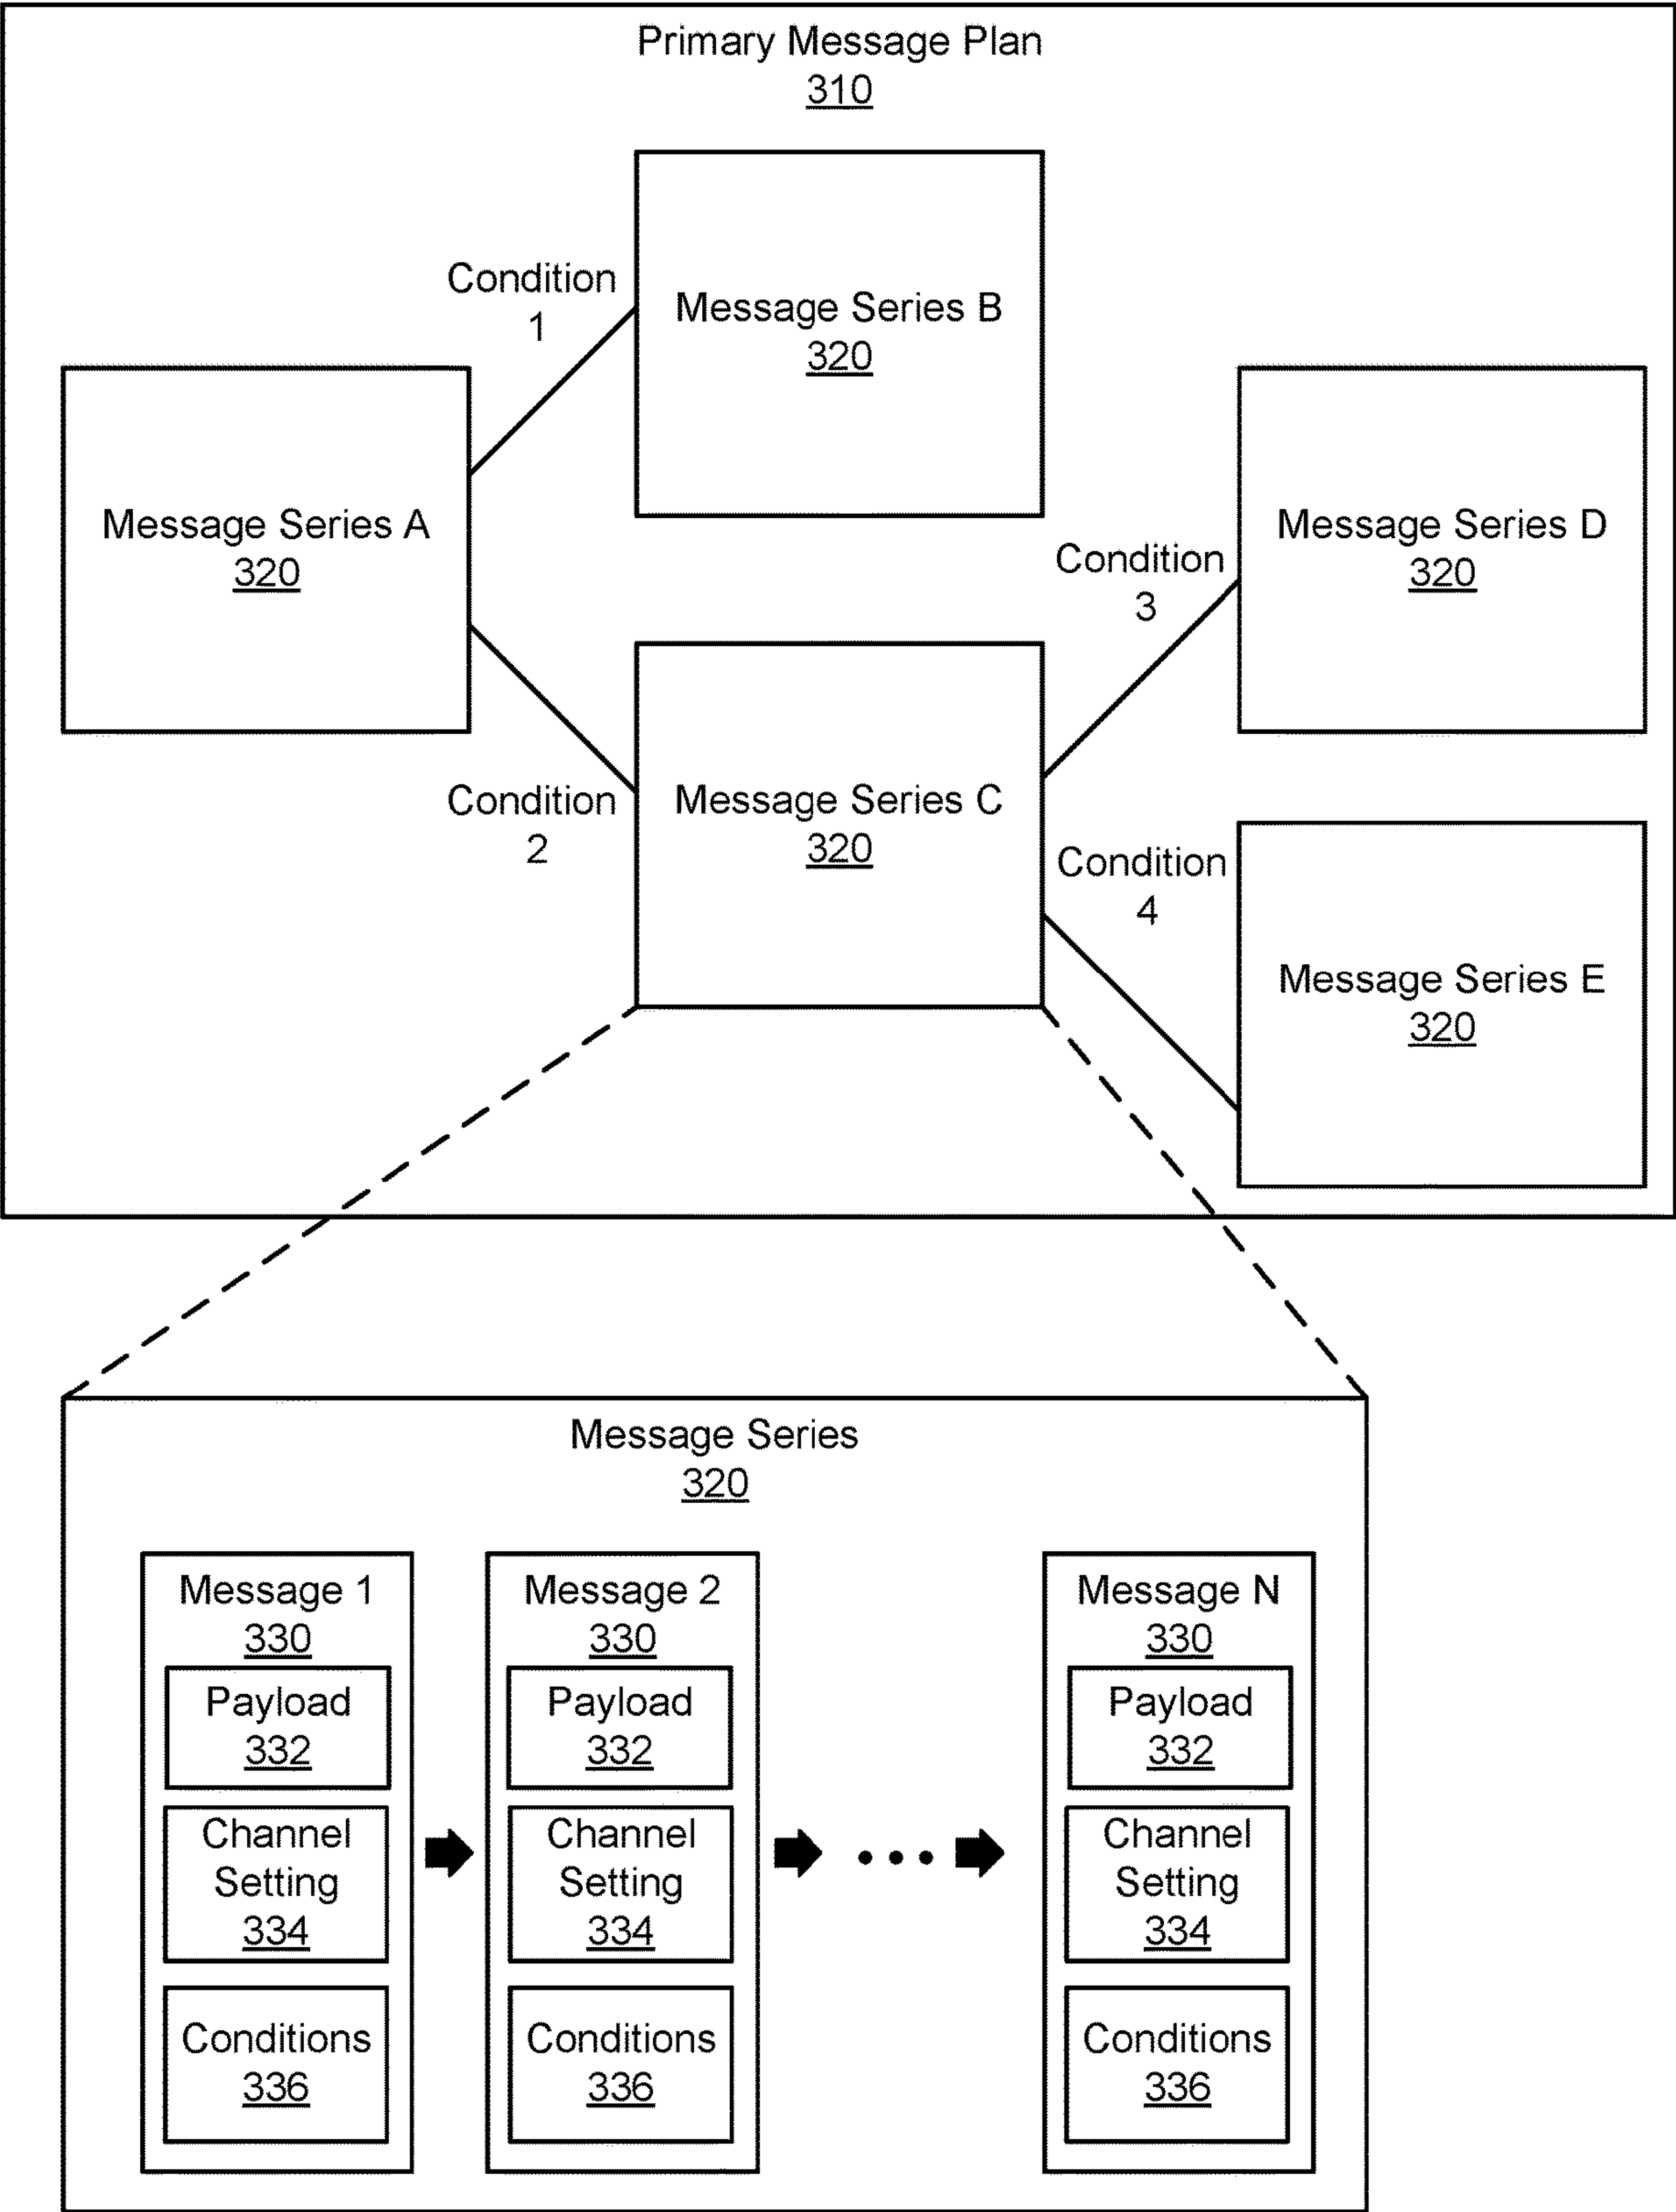 Primary Message Plan
310
Condition
1
Message Series B
320
Message Series A
320
Condition
2
Message Series C
320
Condition
3
Message Series D
320
Condition
4
Message Series E
320
Message Series
320
Message 1
330
Payload
332
Channel
Setting
334
Conditions
336
Message 2
330
Payload
332
Channel
Setting
334
Conditions
336
Message N
330
Payload
332
Channel
Setting
334
Conditions
336